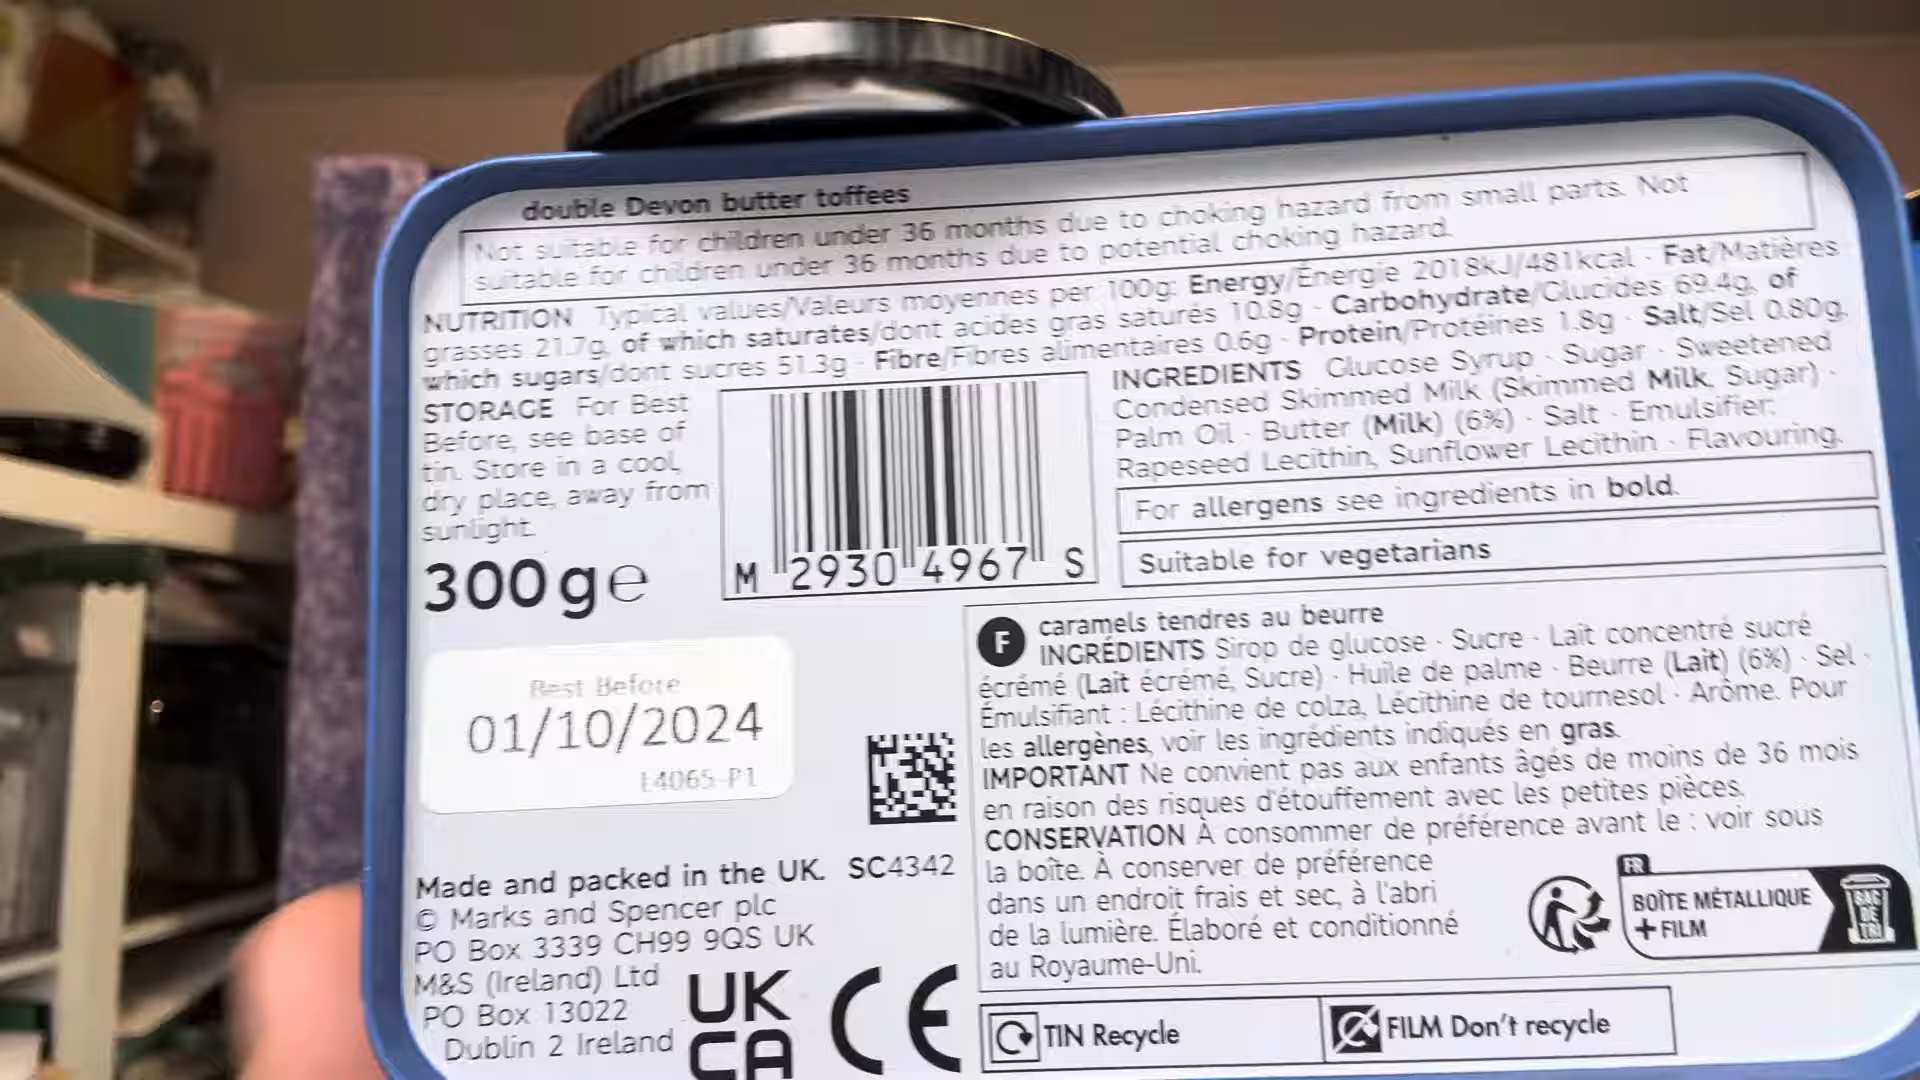 double Devon butter toffees
Not suitable for children under 36 months due to choking hazard from small parts. Not
suitable for children under 36 months due to potential choking hazard.
NUTRITION Typical values/Valeurs moyennes per 100g: Energy/Énergie 2018kJ/481kcal · Fat/Matières
grasses 21.7g, of which saturates/dont acides gras saturés 10.8g · Carbohydrate/Glucides 69.4g, of
which sugars/dont sucres 51.3g · Fibre/Fibres alimentaires 0.6g · Protein/Protéines 1.8g · Salt/Sel 0.80g.
STORAGE For Best
Before, see base of
tin. Store in a cool,
dry place, away from
sunlight.
300g e
M 2930 4967 S
INGREDIENTS Glucose Syrup · Sugar · Sweetened
Condensed Skimmed Milk (Skimmed Milk, Sugar) ·
Palm Oil · Butter (Milk) (6%) · Salt · Emulsifier:
Rapeseed Lecithin, Sunflower Lecithin · Flavouring.
For allergens see ingredients in bold.
Suitable for vegetarians
Best Before
01/10/2024
L4065-P1
Made and packed in the UK. SC4342
© Marks and Spencer plc
PO Box 3339 CH99 9QS UK
M&S (Ireland) Ltd
PO Box 13022
Dublin 2 Ireland
UK
CA
CE
F caramels tendres au beurre
INGRÉDIENTS Sirop de glucose · Sucre · Lait concentré sucré
écrémé (Lait écrémé, Sucre) · Huile de palme · Beurre (Lait) (6%) · Sel ·
Émulsifiant : Lécithine de colza, Lécithine de tournesol · Arôme. Pour
les allergènes, voir les ingrédients indiqués en gras.
IMPORTANT Ne convient pas aux enfants âgés de moins de 36 mois
en raison des risques d'étouffement avec les petites pièces.
CONSERVATION À consommer de préférence avant le : voir sous
la boîte. À conserver de préférence
dans un endroit frais et sec, à l'abri
de la lumière. Élaboré et conditionné
au Royaume-Uni.
FR
BOÎTE MÉTALLIQUE
+ FILM
BAC
DE
TRI
TIN Recycle
FILM Don't recycle